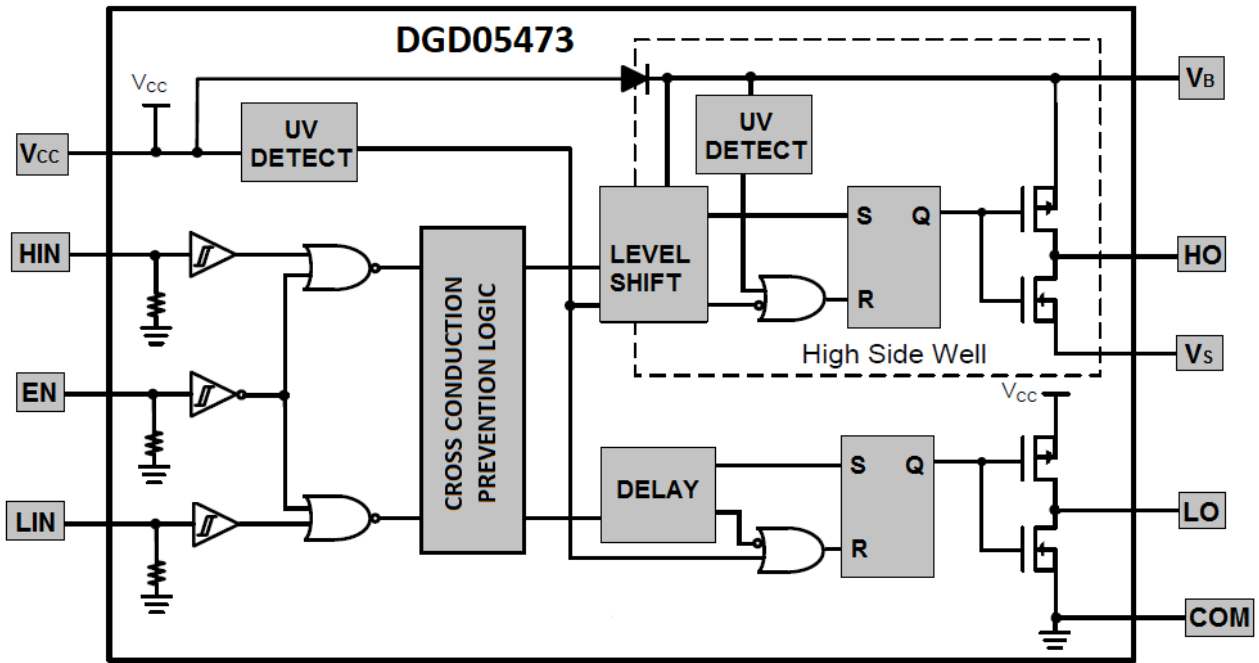 DGD05473
VCC
VB
VCC
UV
DETECT
UV
DETECT
HIN
S Q
LEVEL
SHIFT
HO
R
CROSS CONDUCTION
PREVENTION LOGIC
High Side Well
VS
EN
VCC
S Q
DELAY
LIN
LO
R
COM